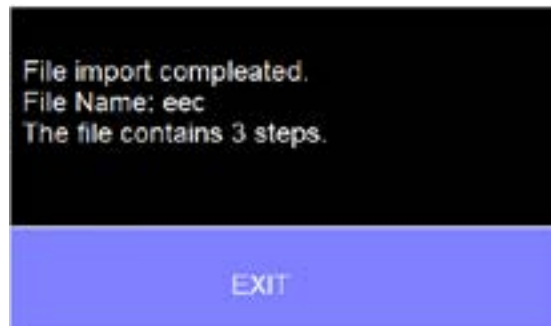 File import compleated.
File Name: eec
The file contains 3 steps.
EXIT